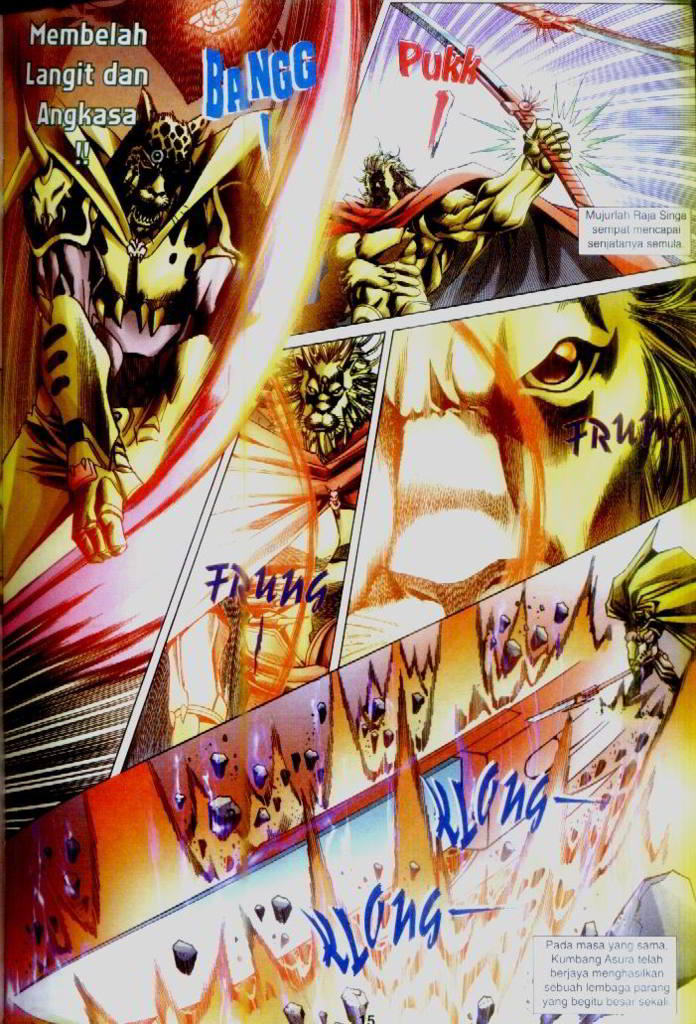 Membelah
Langit dan
Angkasa
!!
BANGG
!
PUKK
!
Mujurlah Raja Singa
sempat mencapai
senjatanya semula.
FRUNG
!
FRUNG
KLONG
KLONG
Pada masa yang sama,
Kumbang Asura telah
berjaya menghasilkan
sebuah lembaga parang
yang begitu besar sekali.
15